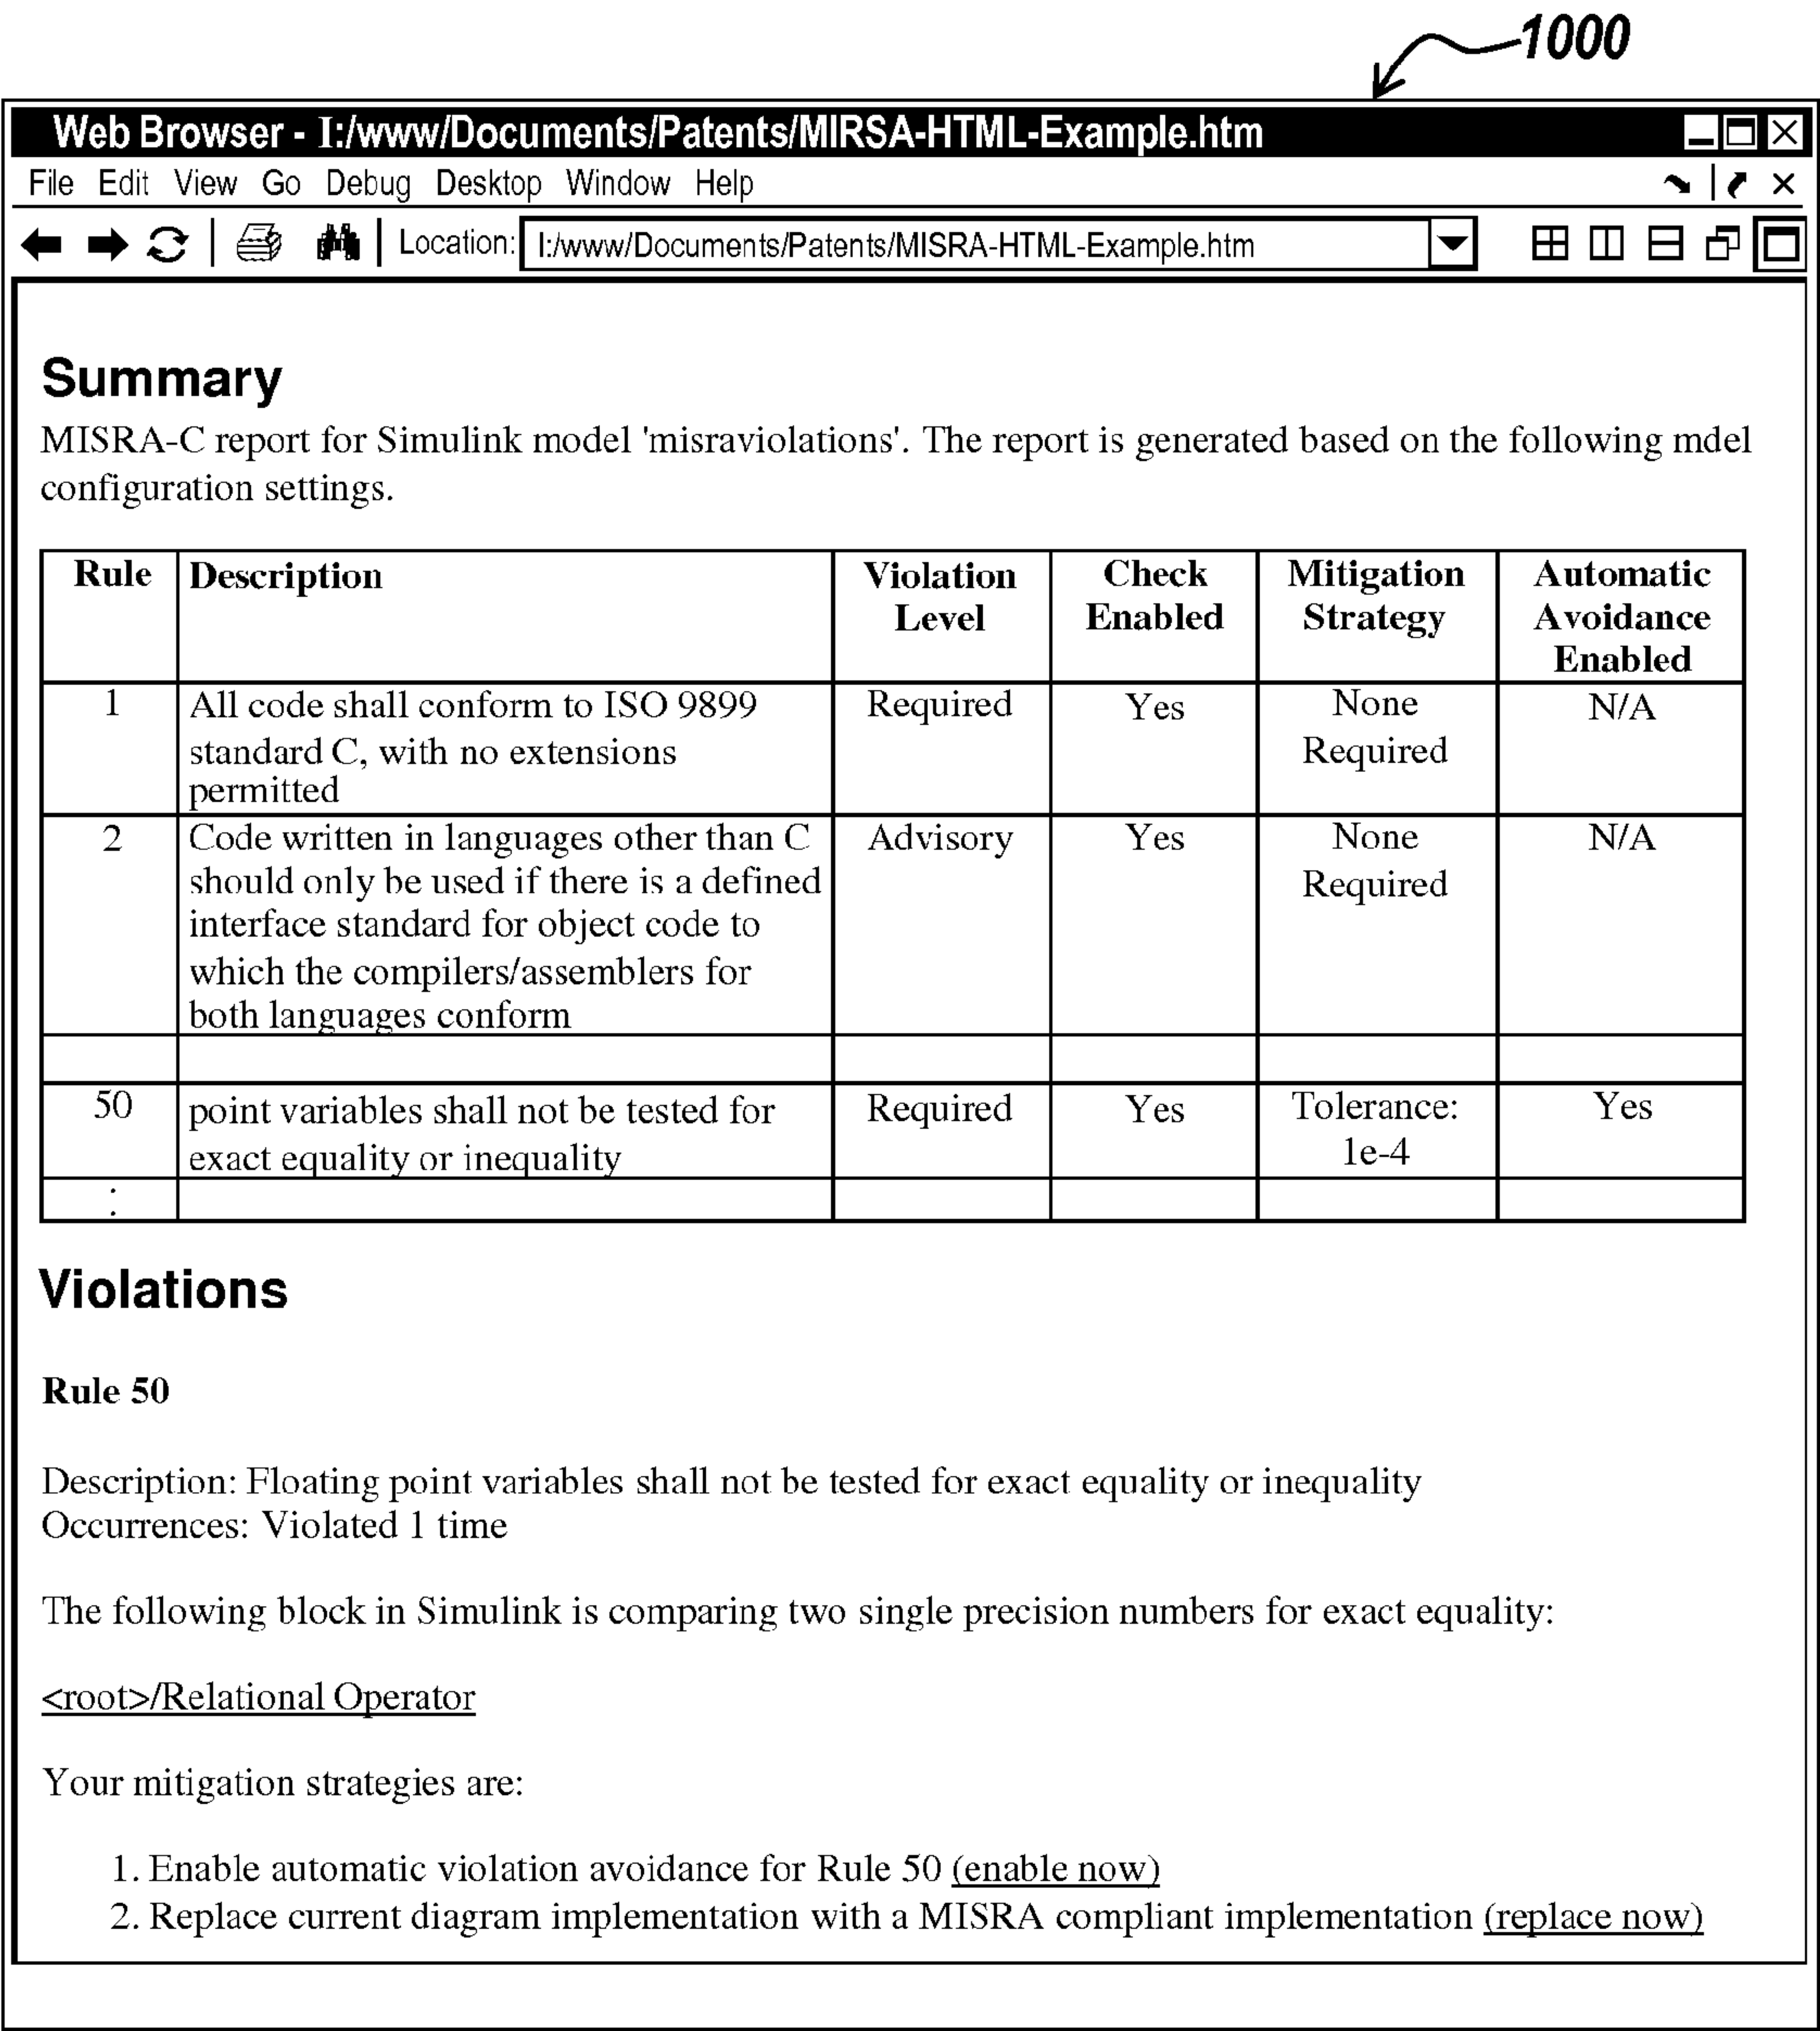 1000
Web Browser - I:/www/Documents/Patents/MIRSA-HTML-Example.htm
File Edit View Go Debug Desktop Window Help
Location: I:/www/Documents/Patents/MISRA-HTML-Example.htm
Summary
MISRA-C report for Simulink model 'misraviolations'. The report is generated based on the following mdel
configuration settings.
Rule Description Violation Level Check Enabled Mitigation Strategy Automatic Avoidance Enabled
1 All code shall conform to ISO 9899 Required Yes None N/A
standard C, with no extensions Required
permitted
2 Code written in languages other than C Advisory Yes None N/A
should only be used if there is a defined Required
interface standard for object code to
which the compilers/assemblers for
both languages conform
50 point variables shall not be tested for Required Yes Tolerance: Yes
exact equality or inequality 1e-4
:
Violations
Rule 50
Description: Floating point variables shall not be tested for exact equality or inequality
Occurrences: Violated 1 time
The following block in Simulink is comparing two single precision numbers for exact equality:
<root>/Relational Operator
Your mitigation strategies are:
1. Enable automatic violation avoidance for Rule 50 (enable now)
2. Replace current diagram implementation with a MISRA compliant implementation (replace now)